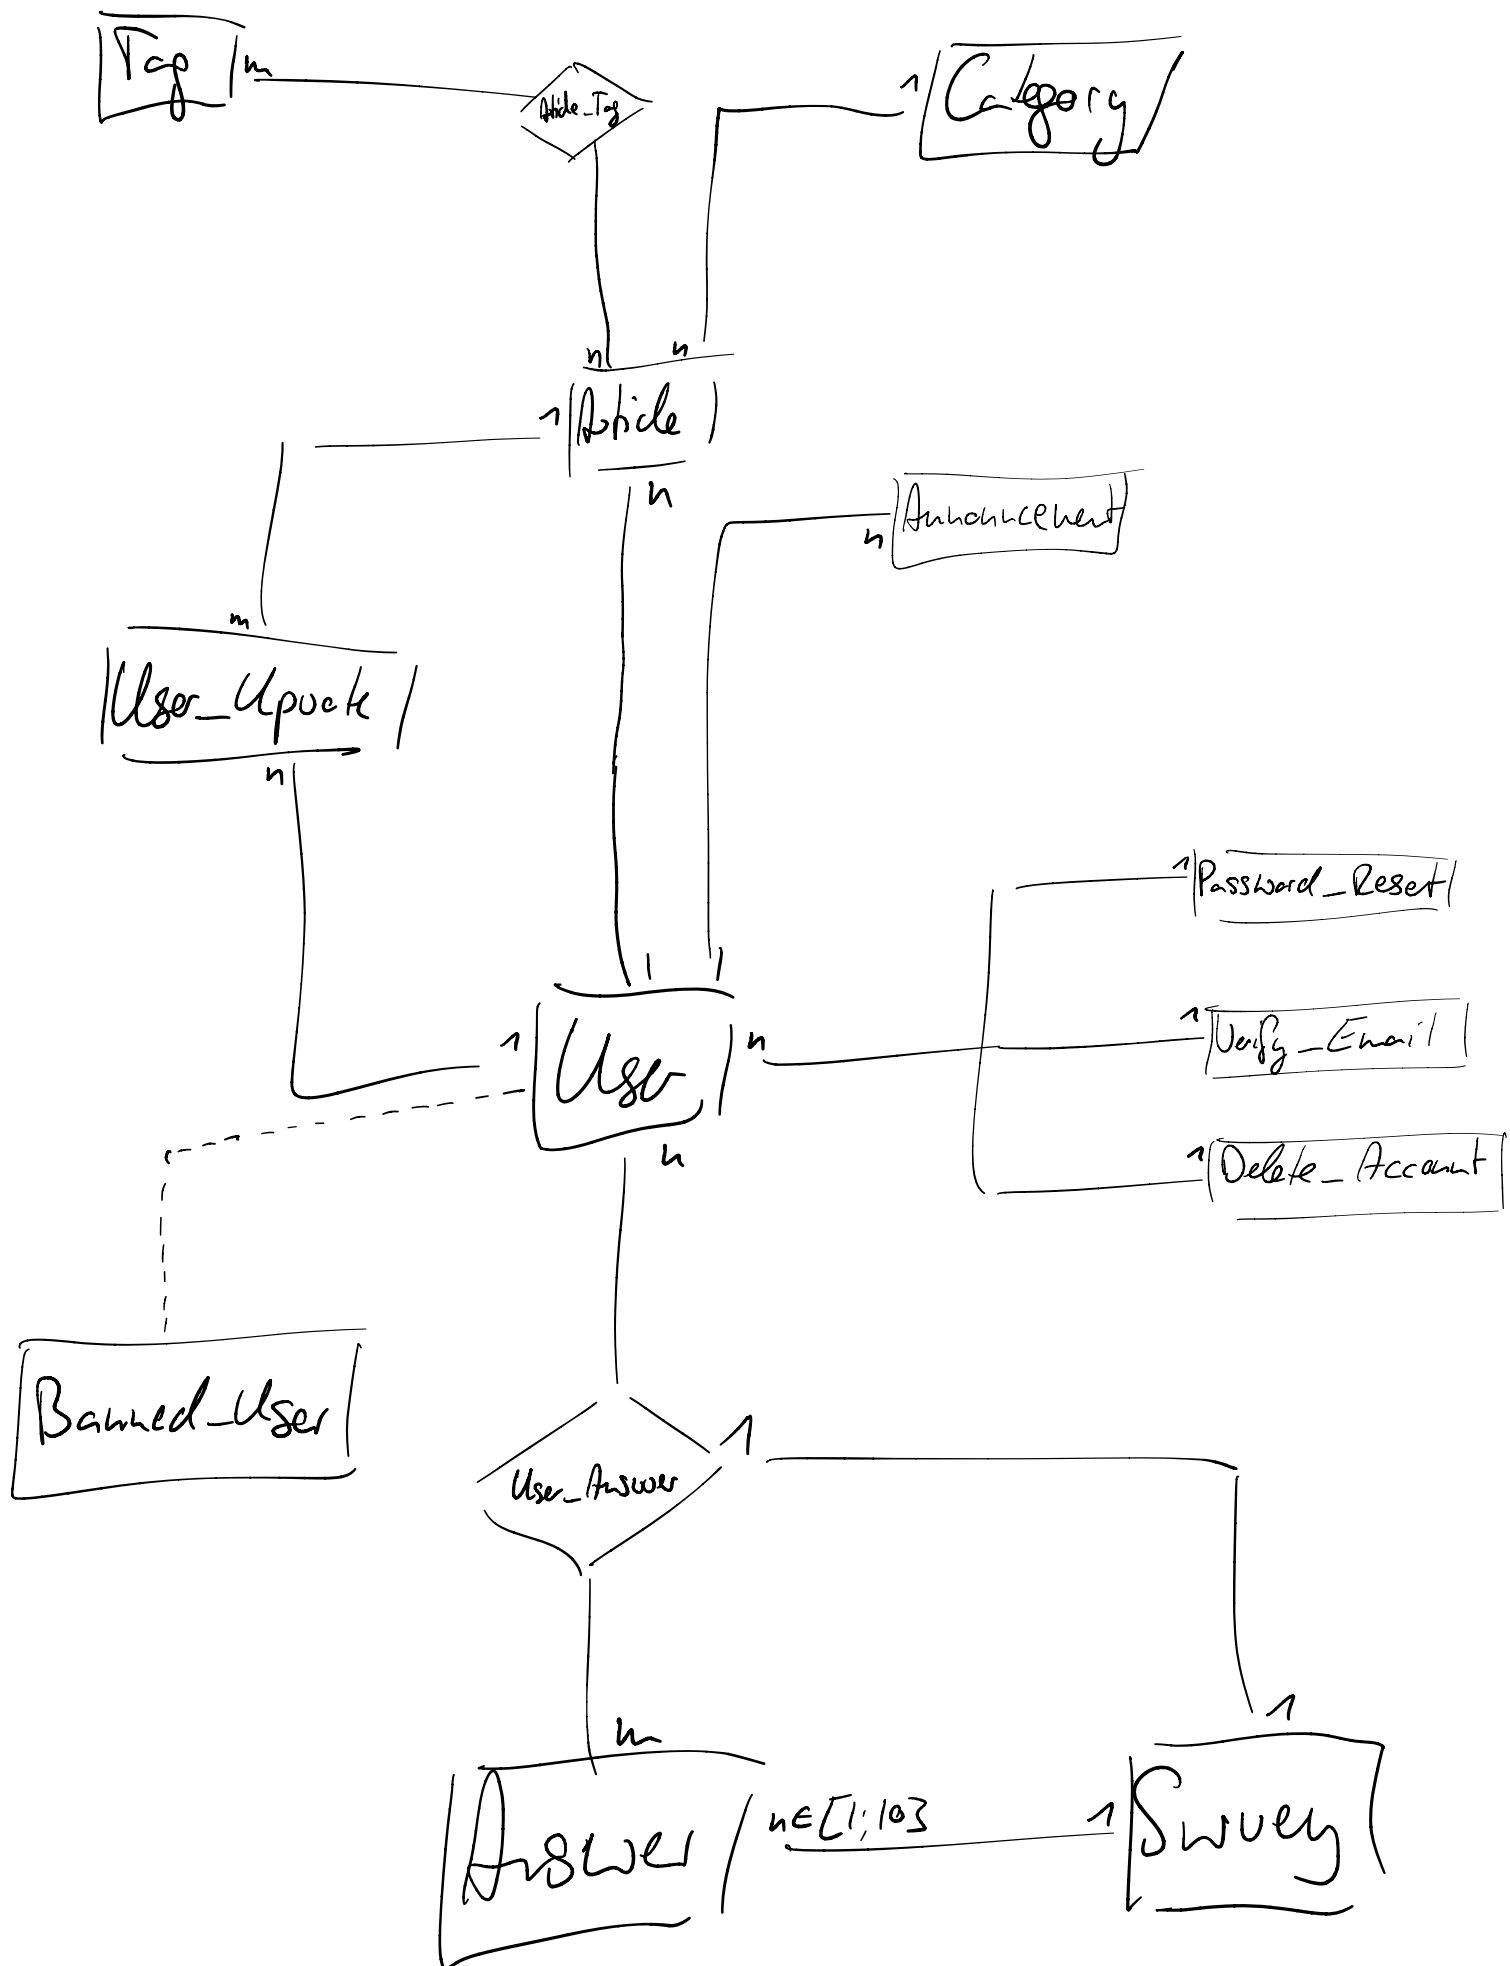 Tag
m
Article_Tag
1
Category
n
n
1
Article
n
Announcement
n
m
User_Update
n
1
Password_Reset
1
1
1
User
n
1
Verify_Email
n
1
Delete_Account
Banned_User
1
User_Answer
1
m
n∈[1;10]
1
Answer
Survey